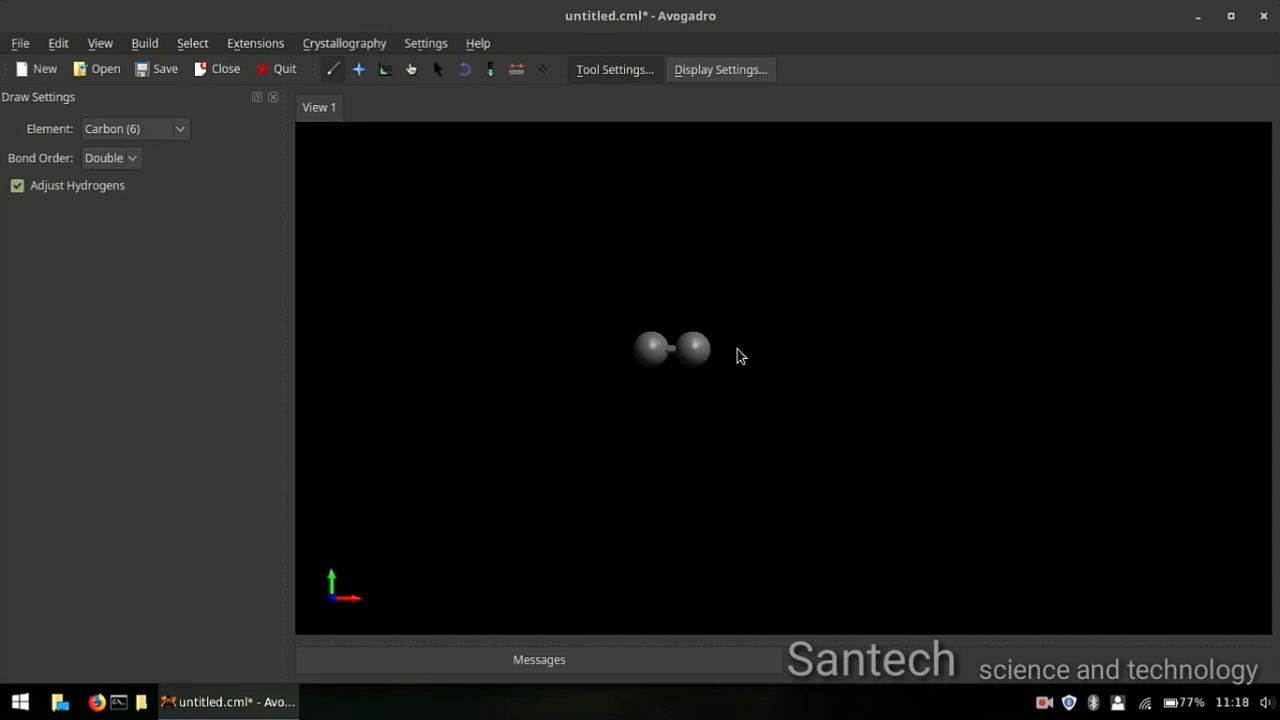 untitled.cml* - Avogadro
File Edit View Build Select Extensions Crystallography Settings Help
New Open Save Close Quit Tool Settings... Display Settings...
Draw Settings
View 1
Element: Carbon (6)
Bond Order: Double
Adjust Hydrogens
Messages
Santech science and technology
untitled.cml* - Avo... 77% 11:18